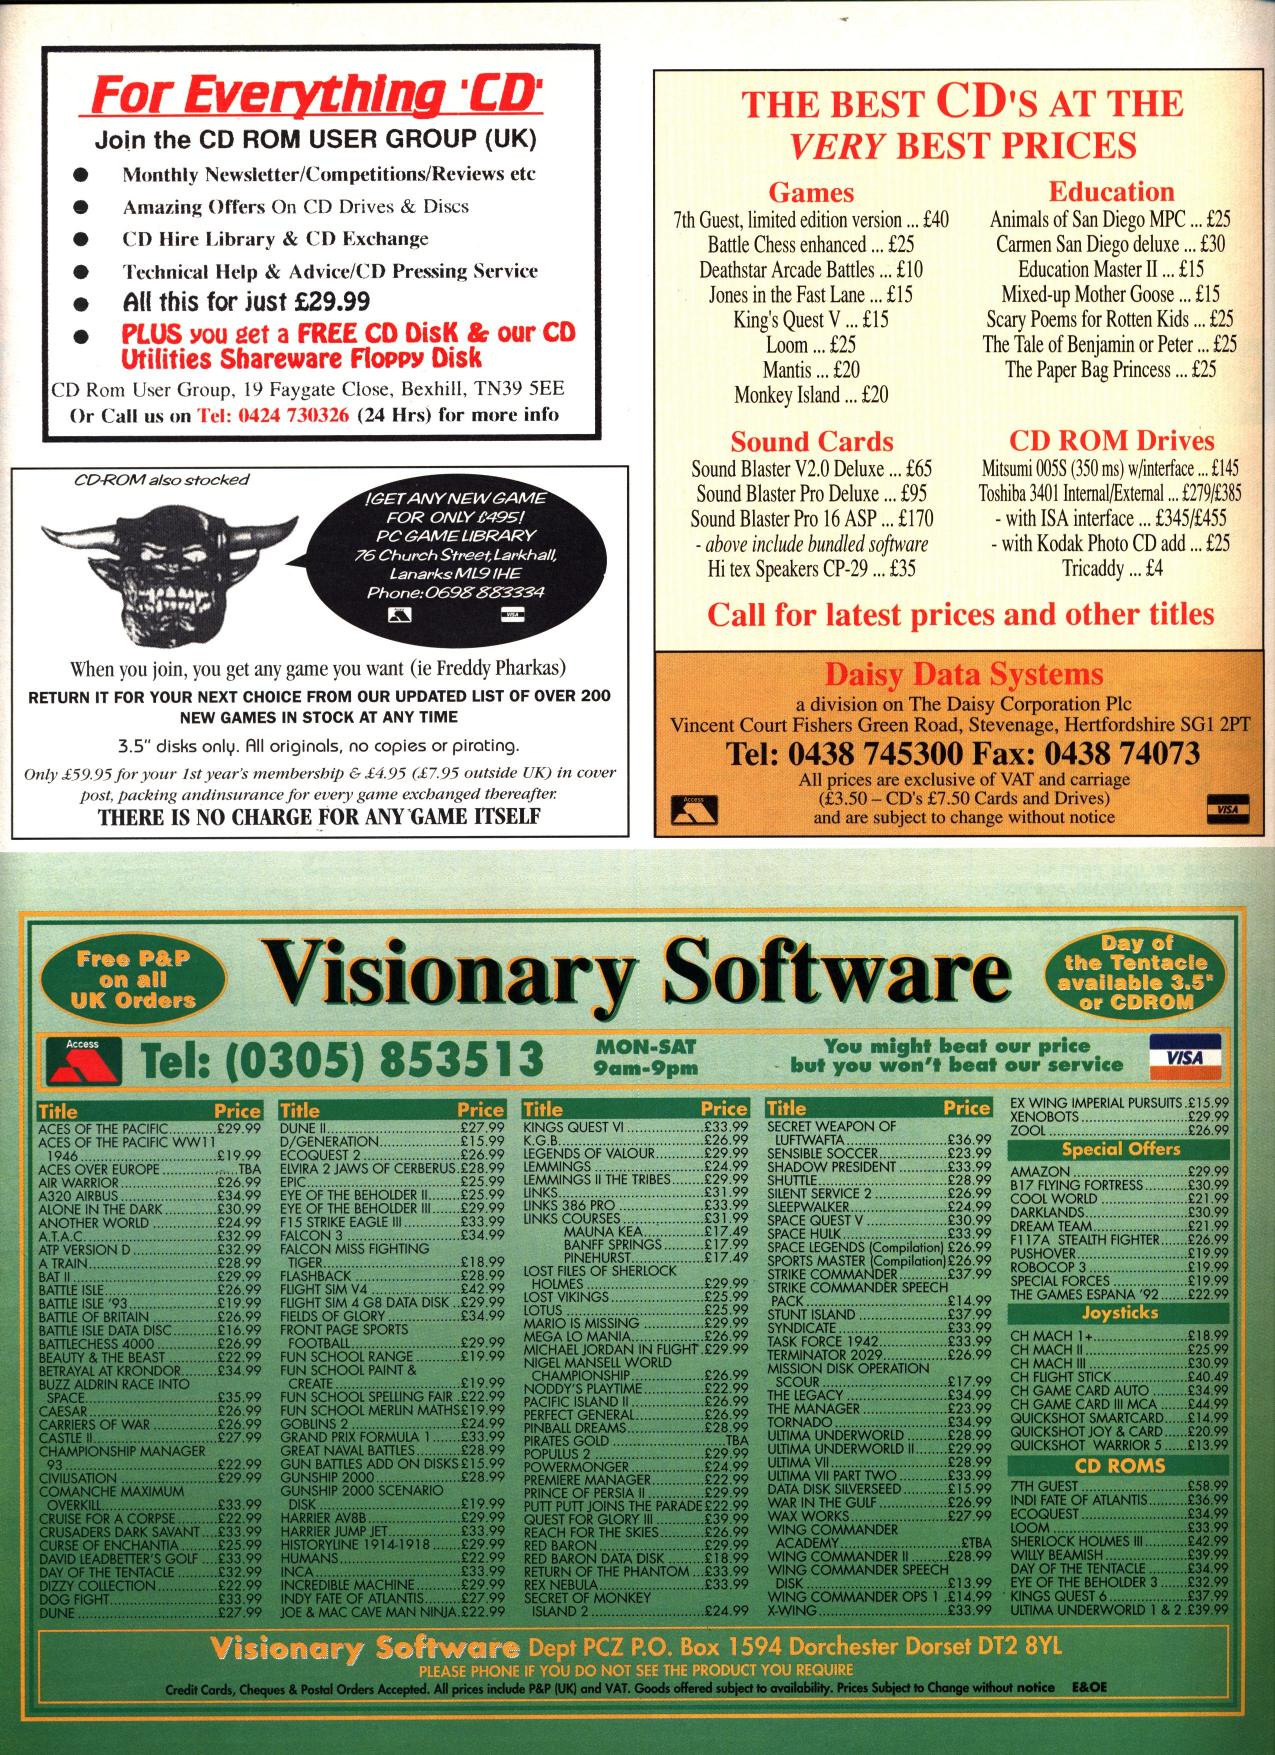 For Everything 'CD'
Join the CD ROM USER GROUP (UK)
● Monthly Newsletter/Competitions/Reviews etc
● Amazing Offers On CD Drives & Discs
● CD Hire Library & CD Exchange
● Technical Help & Advice/CD Pressing Service
● All this for just £29.99
● PLUS you get a FREE CD DisK & our CD
Utilities Shareware Floppy Disk
CD Rom User Group, 19 Faygate Close, Bexhill, TN39 5EE
Or Call us on Tel: 0424 730326 (24 Hrs) for more info
CD-ROM also stocked
!GET ANY NEW GAME
FOR ONLY £495!
PC GAME LIBRARY
76 Church Street, Larkhall,
Lanarks ML9 1HE
Phone: 0698 883334
VISA
When you join, you get any game you want (ie Freddy Pharkas)
RETURN IT FOR YOUR NEXT CHOICE FROM OUR UPDATED LIST OF OVER 200
NEW GAMES IN STOCK AT ANY TIME
3.5" disks only. All originals, no copies or pirating.
Only £59.95 for your 1st year's membership & £4.95 (£7.95 outside UK) in cover
post, packing andinsurance for every game exchanged thereafter.
THERE IS NO CHARGE FOR ANY GAME ITSELF
THE BEST CD'S AT THE
VERY BEST PRICES
Games
7th Guest, limited edition version ... £40
Battle Chess enhanced ... £25
Deathstar Arcade Battles ... £10
Jones in the Fast Lane ... £15
King's Quest V ... £15
Loom ... £25
Mantis ... £20
Monkey Island ... £20
Education
Animals of San Diego MPC ... £25
Carmen San Diego deluxe ... £30
Education Master II ... £15
Mixed-up Mother Goose ... £15
Scary Poems for Rotten Kids ... £25
The Tale of Benjamin or Peter ... £25
The Paper Bag Princess ... £25
Sound Cards
Sound Blaster V2.0 Deluxe ... £65
Sound Blaster Pro Deluxe ... £95
Sound Blaster Pro 16 ASP ... £170
- above include bundled software
Hi tex Speakers CP-29 ... £35
CD ROM Drives
Mitsumi 005S (350 ms) w/interface ... £145
Toshiba 3401 Internal/External ... £279/£385
- with ISA interface ... £345/£455
- with Kodak Photo CD add ... £25
Tricaddy ... £4
Call for latest prices and other titles
Daisy Data Systems
a division on The Daisy Corporation Plc
Vincent Court Fishers Green Road, Stevenage, Hertfordshire SG1 2PT
Tel: 0438 745300 Fax: 0438 74073
All prices are exclusive of VAT and carriage
(£3.50 – CD's £7.50 Cards and Drives)
and are subject to change without notice
Access
VISA
Free P&P
on all
UK Orders
Visionary Software
Day of
the Tentacle
available 3.5"
or CDROM
Access
Tel: (0305) 853513
MON-SAT
9am-9pm
You might beat our price
but you won't beat our service
VISA
Title Price
ACES OF THE PACIFIC £29.99
ACES OF THE PACIFIC WW11
1946 £19.99
ACES OVER EUROPE TBA
AIR WARRIOR £26.99
A320 AIRBUS £34.99
ALONE IN THE DARK £30.99
ANOTHER WORLD £24.99
A.T.A.C. £32.99
ATP VERSION D £32.99
A TRAIN £28.99
BAT II £29.99
BATTLE ISLE £26.99
BATTLE ISLE '93 £19.99
BATTLE OF BRITAIN £26.99
BATTLE ISLE DATA DISC £16.99
BATTLECHESS 4000 £26.99
BEAUTY & THE BEAST £22.99
BETRAYAL AT KRONDOR £34.99
BUZZ ALDRIN RACE INTO
SPACE £35.99
CAESAR £26.99
CARRIERS OF WAR £26.99
CASTLE II £27.99
CHAMPIONSHIP MANAGER
93 £22.99
CIVILISATION £29.99
COMANCHE MAXIMUM
OVERKILL £33.99
CRUISE FOR A CORPSE £22.99
CRUSADERS DARK SAVANT £33.99
CURSE OF ENCHANTIA £25.99
DAVID LEADBETTER'S GOLF £33.99
DAY OF THE TENTACLE £32.99
DIZZY COLLECTION £22.99
DOG FIGHT £33.99
DUNE £27.99
Title Price
DUNE II £27.99
D/GENERATION £15.99
ECOQUEST 2 £26.99
ELVIRA 2 JAWS OF CERBERUS £28.99
EPIC £25.99
EYE OF THE BEHOLDER II £25.99
EYE OF THE BEHOLDER III £29.99
F15 STRIKE EAGLE III £33.99
FALCON 3 £34.99
FALCON MISS FIGHTING
TIGER £18.99
FLASHBACK £28.99
FLIGHT SIM V4 £42.99
FLIGHT SIM 4 G8 DATA DISK £29.99
FIELDS OF GLORY £34.99
FRONT PAGE SPORTS
FOOTBALL £29.99
FUN SCHOOL RANGE £19.99
FUN SCHOOL PAINT &
CREATE £19.99
FUN SCHOOL SPELLING FAIR £22.99
FUN SCHOOL MERLIN MATHS £19.99
GOBLINS 2 £24.99
GRAND PRIX FORMULA 1 £33.99
GREAT NAVAL BATTLES £28.99
GUN BATTLES ADD ON DISKS £15.99
GUNSHIP 2000 £28.99
GUNSHIP 2000 SCENARIO
DISK £19.99
HARRIER AV8B £29.99
HARRIER JUMP JET £33.99
HISTORYLINE 1914-1918 £29.99
HUMANS £22.99
INCA £33.99
INCREDIBLE MACHINE £29.99
INDY FATE OF ATLANTIS £27.99
JOE & MAC CAVE MAN NINJA £22.99
Title Price
KINGS QUEST VI £33.99
K.G.B. £26.99
LEGENDS OF VALOUR £29.99
LEMMINGS £24.99
LEMMINGS II THE TRIBES £29.99
LINKS £31.99
LINKS 386 PRO £33.99
LINKS COURSES £31.99
MAUNA KEA £17.49
BANFF SPRINGS £17.99
PINEHURST £17.49
LOST FILES OF SHERLOCK
HOLMES £29.99
LOST VIKINGS £25.99
LOTUS £25.99
MARIO IS MISSING £29.99
MEGA LO MANIA £26.99
MICHAEL JORDAN IN FLIGHT £29.99
NIGEL MANSELL WORLD
CHAMPIONSHIP £26.99
NODDY'S PLAYTIME £22.99
PACIFIC ISLAND II £26.99
PERFECT GENERAL £26.99
PINBALL DREAMS £28.99
PIRATES GOLD TBA
POPULUS 2 £29.99
POWERMONGER £24.99
PREMIERE MANAGER £22.99
PRINCE OF PERSIA II £29.99
PUTT PUTT JOINS THE PARADE £22.99
QUEST FOR GLORY III £39.99
REACH FOR THE SKIES £26.99
RED BARON £29.99
RED BARON DATA DISK £18.99
RETURN OF THE PHANTOM £33.99
REX NEBULA £33.99
SECRET OF MONKEY
ISLAND 2 £24.99
Title Price
SECRET WEAPON OF
LUFTWAFTA £36.99
SENSIBLE SOCCER £23.99
SHADOW PRESIDENT £33.99
SHUTTLE £28.99
SILENT SERVICE 2 £26.99
SLEEPWALKER £24.99
SPACE QUEST V £30.99
SPACE HULK £33.99
SPACE LEGENDS (Compilation) £26.99
SPORTS MASTER (Compilation) £26.99
STRIKE COMMANDER £37.99
STRIKE COMMANDER SPEECH
PACK £14.99
STUNT ISLAND £37.99
SYNDICATE £33.99
TASK FORCE 1942 £33.99
TERMINATOR 2029 £26.99
MISSION DISK OPERATION
SCOUR £17.99
THE LEGACY £34.99
THE MANAGER £23.99
TORNADO £34.99
ULTIMA UNDERWORLD £28.99
ULTIMA UNDERWORLD II £29.99
ULTIMA VII £28.99
ULTIMA VII PART TWO £33.99
DATA DISK SILVERSEED £15.99
WAR IN THE GULF £26.99
WAX WORKS £27.99
WING COMMANDER
ACADEMY £TBA
WING COMMANDER II £28.99
WING COMMANDER SPEECH
DISK £13.99
WING COMMANDER OPS 1 £14.99
X-WING £33.99
EX WING IMPERIAL PURSUITS £15.99
XENOBOTS £29.99
ZOOL £26.99
Special Offers
AMAZON £29.99
B17 FLYING FORTRESS £30.99
COOL WORLD £21.99
DARKLANDS £30.99
DREAM TEAM £21.99
F117A STEALTH FIGHTER £26.99
PUSHOVER £19.99
ROBOCOP 3 £19.99
SPECIAL FORCES £19.99
THE GAMES ESPANA '92 £22.99
Joysticks
CH MACH 1+ £18.99
CH MACH II £25.99
CH MACH III £30.99
CH FLIGHT STICK £40.49
CH GAME CARD AUTO £34.99
CH GAME CARD III MCA £44.99
QUICKSHOT SMARTCARD £14.99
QUICKSHOT JOY & CARD £20.99
QUICKSHOT WARRIOR 5 £13.99
CD ROMS
7TH GUEST £58.99
INDI FATE OF ATLANTIS £36.99
ECOQUEST £34.99
LOOM £33.99
SHERLOCK HOLMES III £42.99
WILLY BEAMISH £39.99
DAY OF THE TENTACLE £34.99
EYE OF THE BEHOLDER 3 £32.99
KINGS QUEST 6 £37.99
ULTIMA UNDERWORLD 1 & 2 £39.99
Visionary Software Dept PCZ P.O. Box 1594 Dorchester Dorset DT2 8YL
PLEASE PHONE IF YOU DO NOT SEE THE PRODUCT YOU REQUIRE
Credit Cards, Cheques & Postal Orders Accepted. All prices include P&P (UK) and VAT. Goods offered subject to availability. Prices Subject to Change without notice E&OE